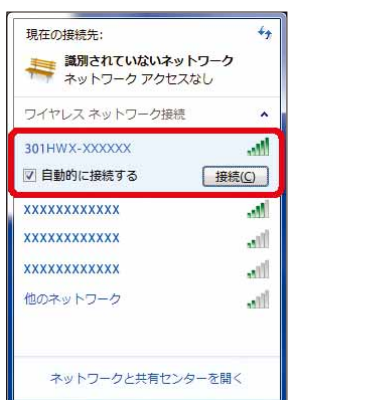 現在の接続先:
識別されていないネットワーク
ネットワーク アクセスなし
ワイヤレス ネットワーク接続
301HWX-XXXXXX
自動的に接続する 接続(C)
XXXXXXXXXXXX
XXXXXXXXXXXX
XXXXXXXXXXXX
他のネットワーク
ネットワークと共有センターを開く